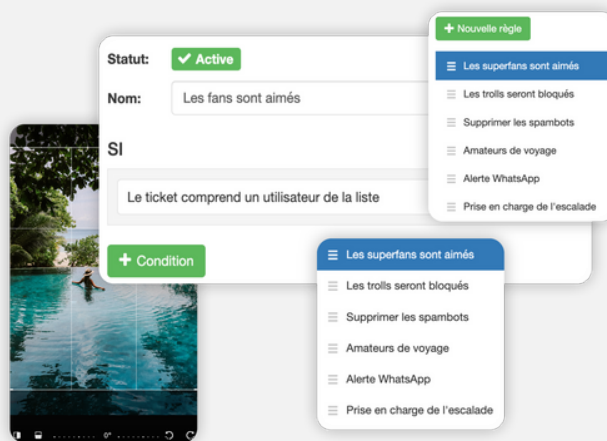 Statut:
Active
Nom:
Les fans sont aimés
SI
Le ticket comprend un utilisateur de la liste
+ Condition
+ Nouvelle règle
Les superfans sont aimés
Les trolls seront bloqués
Supprimer les spambots
Amateurs de voyage
Alerte WhatsApp
Prise en charge de l'escalade
Les superfans sont aimés
Les trolls seront bloqués
Supprimer les spambots
Amateurs de voyage
Alerte WhatsApp
Prise en charge de l'escalade
0°